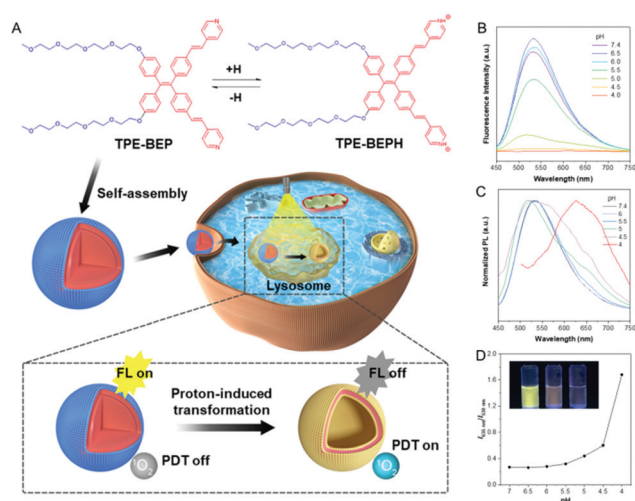 A
N
N
O
O
O
O
O
O
O
O
O
O
+H
-H
TPE-BEP
TPE-BEPH
Self-assembly
Lysosome
FL on
Proton-induced
transformation
PDT off
¹O₂
FL off
PDT on
¹O₂
B
Fluorescence Intensity (a.u.)
pH
7.4
6.5
6.0
5.5
5.0
4.5
4.0
450 500 550 600 650 700 750
Wavelength (nm)
C
Normalized PL (a.u.)
pH
7.4
6
5.5
5
4.5
4
450 500 550 600 650 700 750
Wavelength (nm)
D
1.8
1.2
0.6
0.0
7 6.5 6 5.5 5 4.5 4
pH